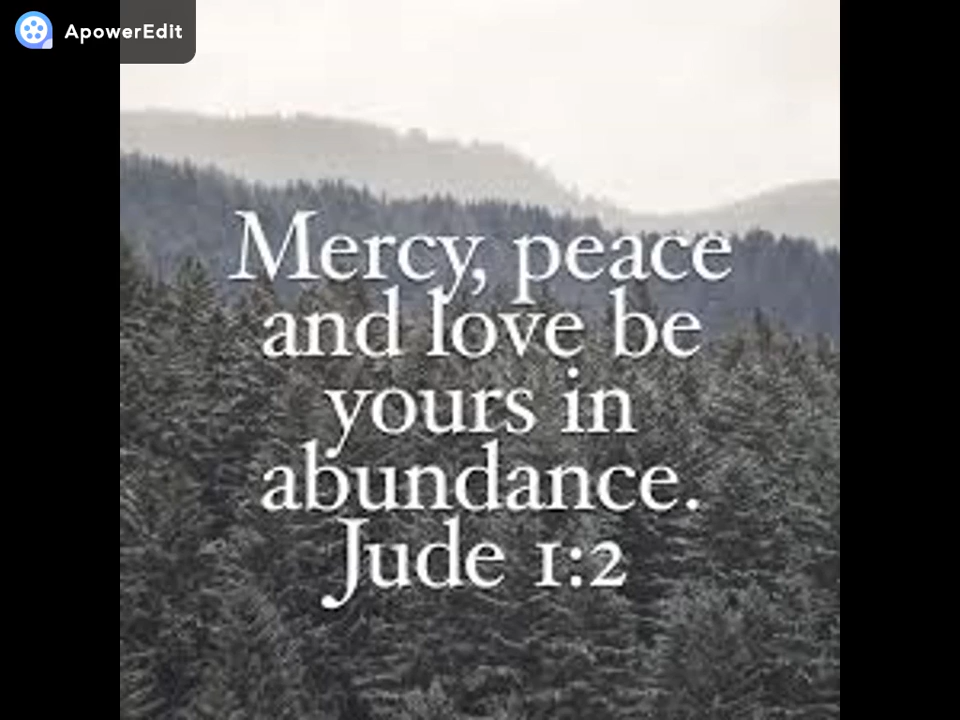 ApowerEdit
Mercy, peace
and love be
yours in
abundance.
Jude 1:2